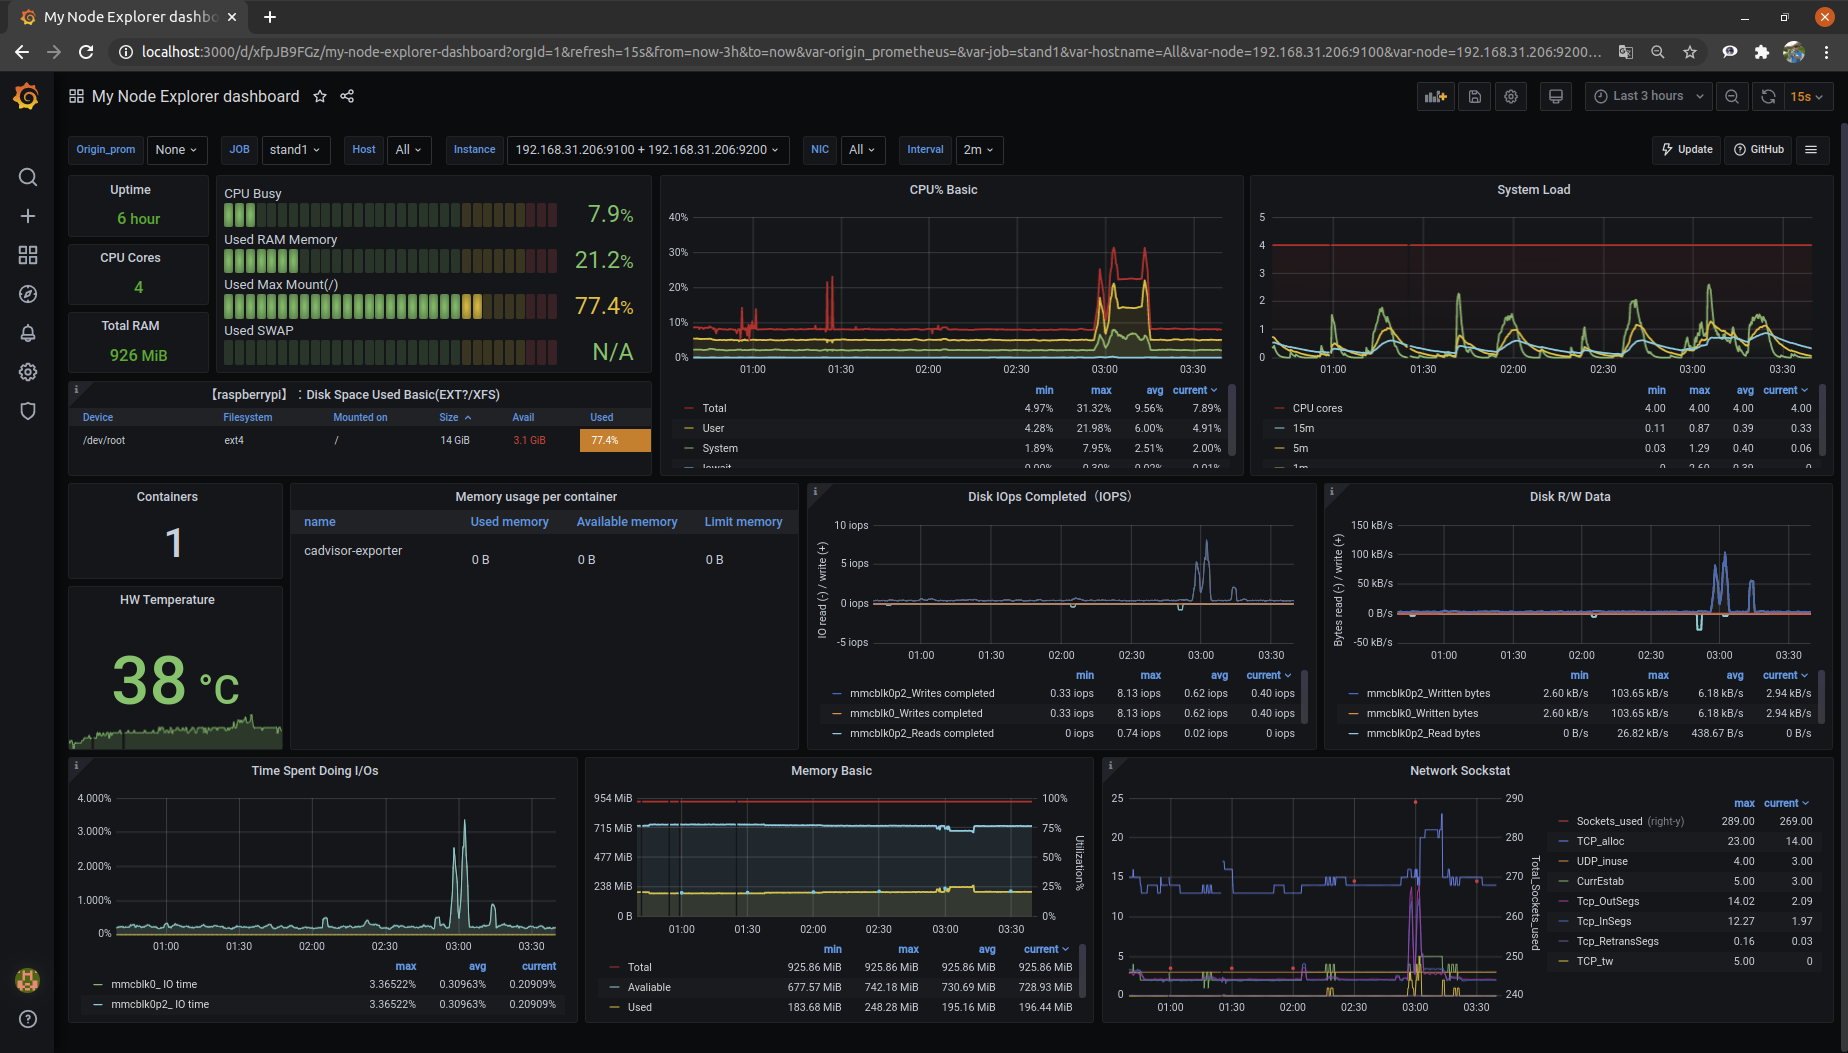 My Node Explorer dashbo
localhost:3000/d/xfpJB9FGz/my-node-explorer-dashboard?orgId=1&refresh=15s&from=now-3h&to=now&var-origin_prometheus=&var-job=stand1&var-hostname=All&var-node=192.168.31.206:9100&var-node=192.168.31.206:9200...
My Node Explorer dashboard
Last 3 hours
15s
Origin_prom None JOB stand1 Host All Instance 192.168.31.206:9100 + 192.168.31.206:9200 NIC All Interval 2m Update GitHub
Uptime
6 hour
CPU Cores
4
Total RAM
926 MiB
CPU Busy
7.9%
Used RAM Memory
21.2%
Used Max Mount(/)
77.4%
Used SWAP
N/A
CPU% Basic
40%
30%
20%
10%
0%
01:00 01:30 02:00 02:30 03:00 03:30
min max avg current
Total 4.97% 31.32% 9.56% 7.89%
User 4.28% 21.98% 6.00% 4.91%
System 1.89% 7.95% 2.51% 2.00%
Iowait 0.00% 0.30% 0.02% 0.01%
System Load
5
4
3
2
1
0
01:00 01:30 02:00 02:30 03:00 03:30
min max avg current
CPU cores 4.00 4.00 4.00 4.00
15m 0.11 0.87 0.39 0.33
5m 0.03 1.29 0.40 0.06
1m 0 2.60 0.39 0
【raspberrypI】：Disk Space Used Basic(EXT?/XFS)
Device Filesystem Mounted on Size Avail Used
/dev/root ext4 / 14 GiB 3.1 GiB 77.4%
Containers
1
HW Temperature
38 °C
Memory usage per container
name Used memory Available memory Limit memory
cadvisor-exporter 0 B 0 B 0 B
Disk IOps Completed（IOPS）
IO read (-) / write (+)
10 iops
5 iops
0 iops
-5 iops
01:00 01:30 02:00 02:30 03:00 03:30
min max avg current
mmcblk0p2_Writes completed 0.33 iops 8.13 iops 0.62 iops 0.40 iops
mmcblk0_Writes completed 0.33 iops 8.13 iops 0.62 iops 0.40 iops
mmcblk0p2_Reads completed 0 iops 0.74 iops 0.02 iops 0 iops
Disk R/W Data
Bytes read (-) / write (+)
150 kB/s
100 kB/s
50 kB/s
0 B/s
-50 kB/s
01:00 01:30 02:00 02:30 03:00 03:30
min max avg current
mmcblk0p2_Written bytes 2.60 kB/s 103.65 kB/s 6.18 kB/s 2.94 kB/s
mmcblk0_Written bytes 2.60 kB/s 103.65 kB/s 6.18 kB/s 2.94 kB/s
mmcblk0p2_Read bytes 0 B/s 26.82 kB/s 438.67 B/s 0 B/s
Time Spent Doing I/Os
4.000%
3.000%
2.000%
1.000%
0%
01:00 01:30 02:00 02:30 03:00 03:30
max avg current
mmcblk0_ IO time 3.36522% 0.30963% 0.20909%
mmcblk0p2_ IO time 3.36522% 0.30963% 0.20909%
Memory Basic
954 MiB 100%
715 MiB 75%
477 MiB 50%
238 MiB 25%
0 B 0%
Utilization%
01:00 01:30 02:00 02:30 03:00 03:30
min max avg current
Total 925.86 MiB 925.86 MiB 925.86 MiB 925.86 MiB
Avaliable 677.57 MiB 742.18 MiB 730.69 MiB 728.93 MiB
Used 183.68 MiB 248.28 MiB 195.16 MiB 196.44 MiB
Network Sockstat
25 290
20 280
15 270
10 260
5 250
0 240
Total_Sockets_used
01:00 01:30 02:00 02:30 03:00 03:30
max current
Sockets_used (right-y) 289.00 269.00
TCP_alloc 23.00 14.00
UDP_inuse 4.00 3.00
CurrEstab 5.00 3.00
Tcp_OutSegs 14.02 2.09
Tcp_InSegs 12.27 1.97
Tcp_RetransSegs 0.16 0.03
TCP_tw 5.00 0